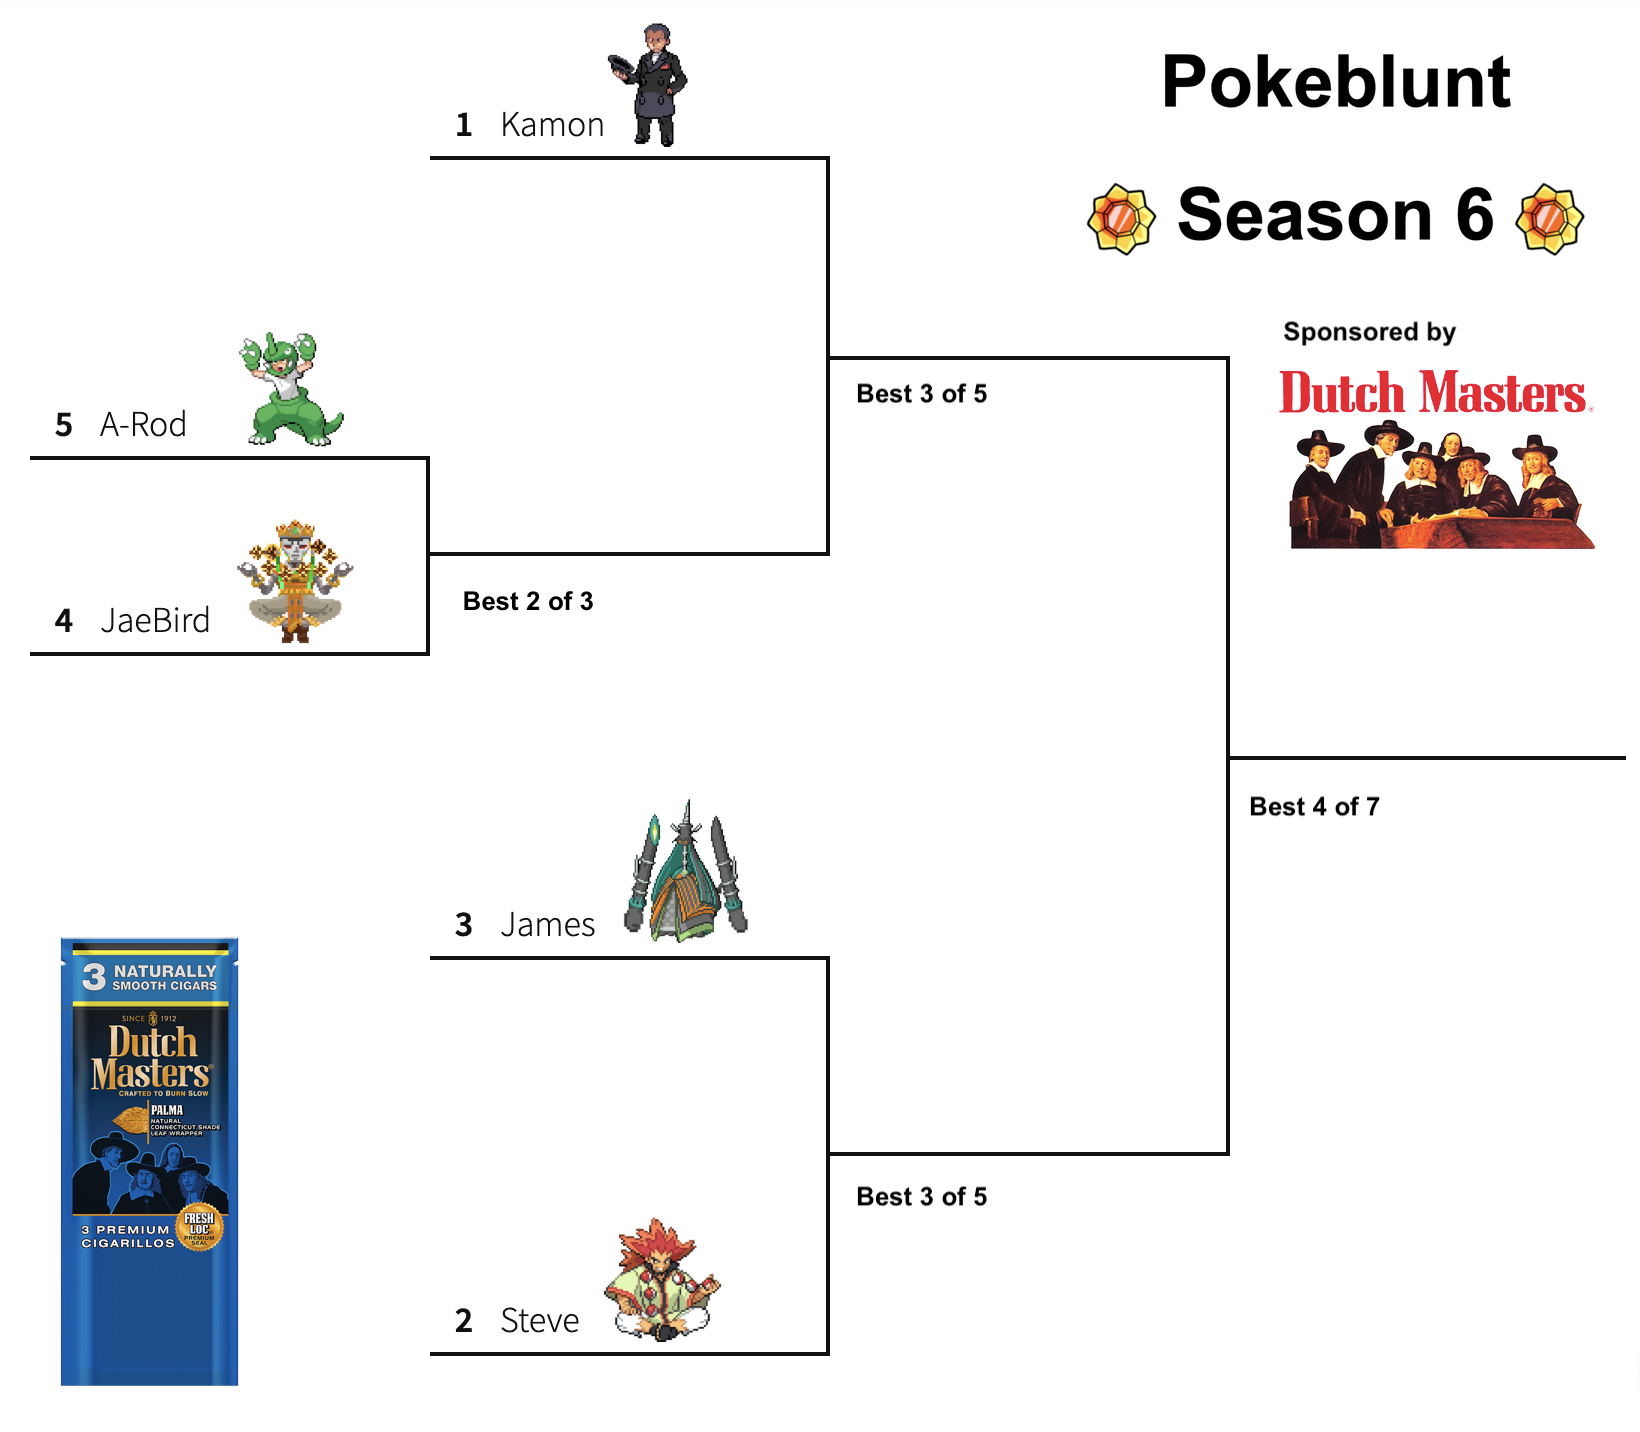 Pokeblunt
Season 6
Sponsored by
Dutch Masters
1 Kamon
5 A-Rod
4 JaeBird
Best 2 of 3
Best 3 of 5
3 James
2 Steve
Best 3 of 5
Best 4 of 7
3 NATURALLY
SMOOTH CIGARS
SINCE 1912
Dutch
Masters®
CRAFTED TO BURN SLOW
PALMA
NATURAL
CONNECTICUT SHADE
LEAF WRAPPER
3 PREMIUM
CIGARILLOS
FRESH
LOC
PREMIUM
SEAL